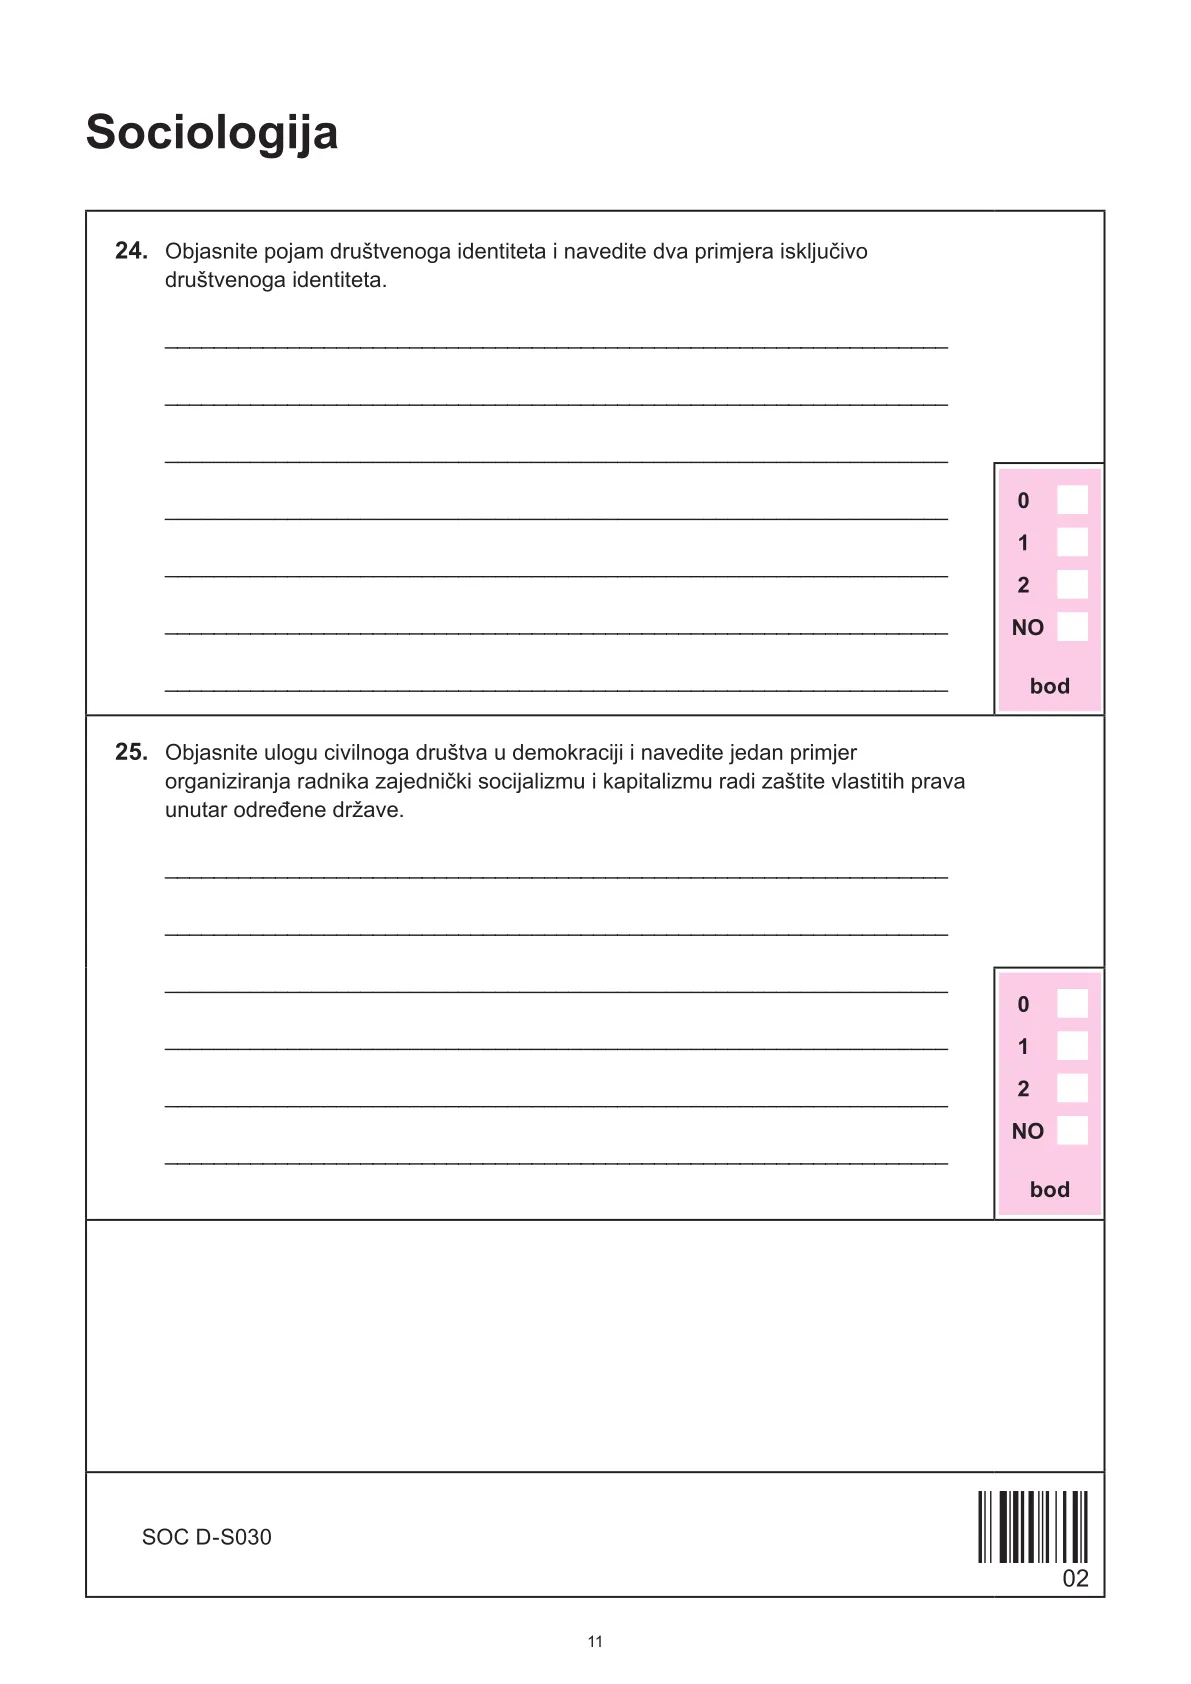 Sociologija
24. Objasnite pojam društvenoga identiteta i navedite dva primjera isključivo
društvenoga identiteta.
0
1
2
NO
bod
25. Objasnite ulogu civilnoga društva u demokraciji i navedite jedan primjer
organiziranja radnika zajednički socijalizmu i kapitalizmu radi zaštite vlastitih prava
unutar određene države.
0
1
2
NO
bod
SOC D-S030
02
11